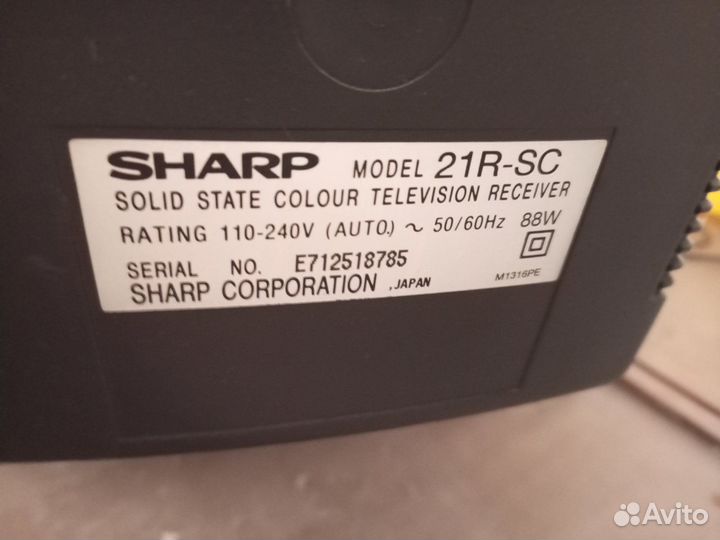 SHARP MODEL 21R-SC
SOLID STATE COLOUR TELEVISION RECEIVER
RATING 110-240V (AUTO.) ~ 50/60Hz 88W
SERIAL NO. E712518785
SHARP CORPORATION ,JAPAN
M1316PE
Avito